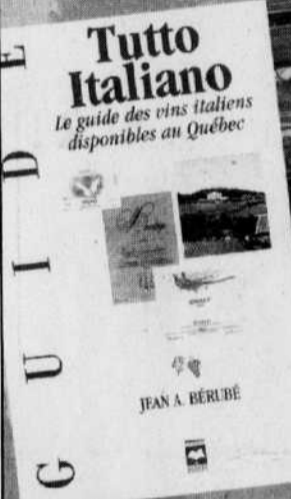 GUIDE
Tutto
Italiano
Le guide des vins italiens
disponibles au Québec
JEAN A. BÉRUBÉ